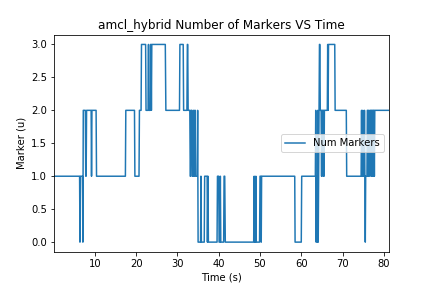 amcl_hybrid Number of Markers VS Time
Marker (u)
3.0
2.5
2.0
1.5
1.0
0.5
0.0
Num Markers
10 20 30 40 50 60 70 80
Time (s)